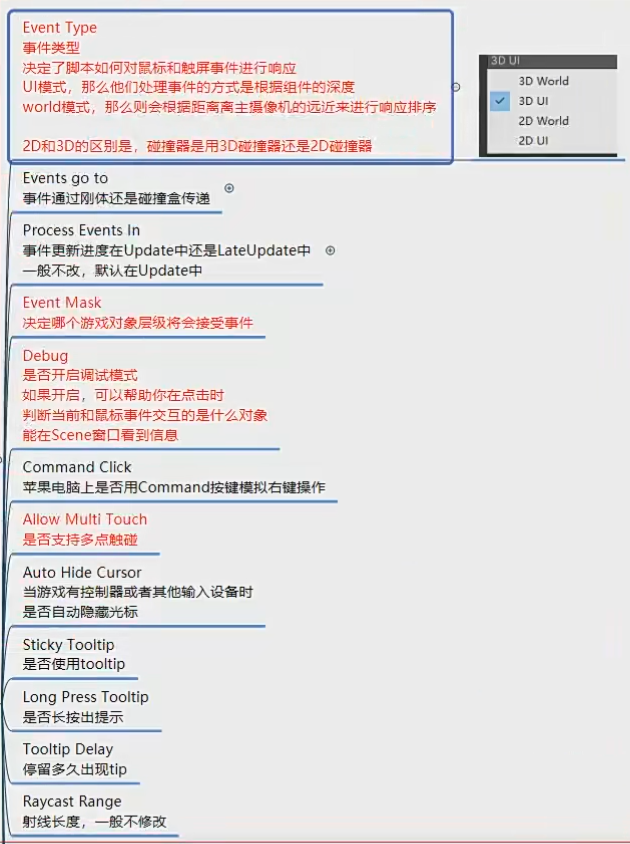 Event Type
事件类型
决定了脚本如何对鼠标和触屏事件进行响应
UI模式，那么他们处理事件的方式是根据组件的深度
world模式，那么则会根据距离离主摄像机的远近来进行响应排序
2D和3D的区别是，碰撞器是用3D碰撞器还是2D碰撞器
3D UI
3D World
3D UI
2D World
2D UI
Events go to
事件通过刚体还是碰撞盒传递
Process Events In
事件更新进度在Update中还是LateUpdate中
一般不改，默认在Update中
Event Mask
决定哪个游戏对象层级将会接受事件
Debug
是否开启调试模式
如果开启，可以帮助你在点击时
判断当前和鼠标事件交互的是什么对象
能在Scene窗口看到信息
Command Click
苹果电脑上是否用Command按键模拟右键操作
Allow Multi Touch
是否支持多点触碰
Auto Hide Cursor
当游戏有控制器或者其他输入设备时
是否自动隐藏光标
Sticky Tooltip
是否使用tooltip
Long Press Tooltip
是否长按出提示
Tooltip Delay
停留多久出现tip
Raycast Range
射线长度，一般不修改